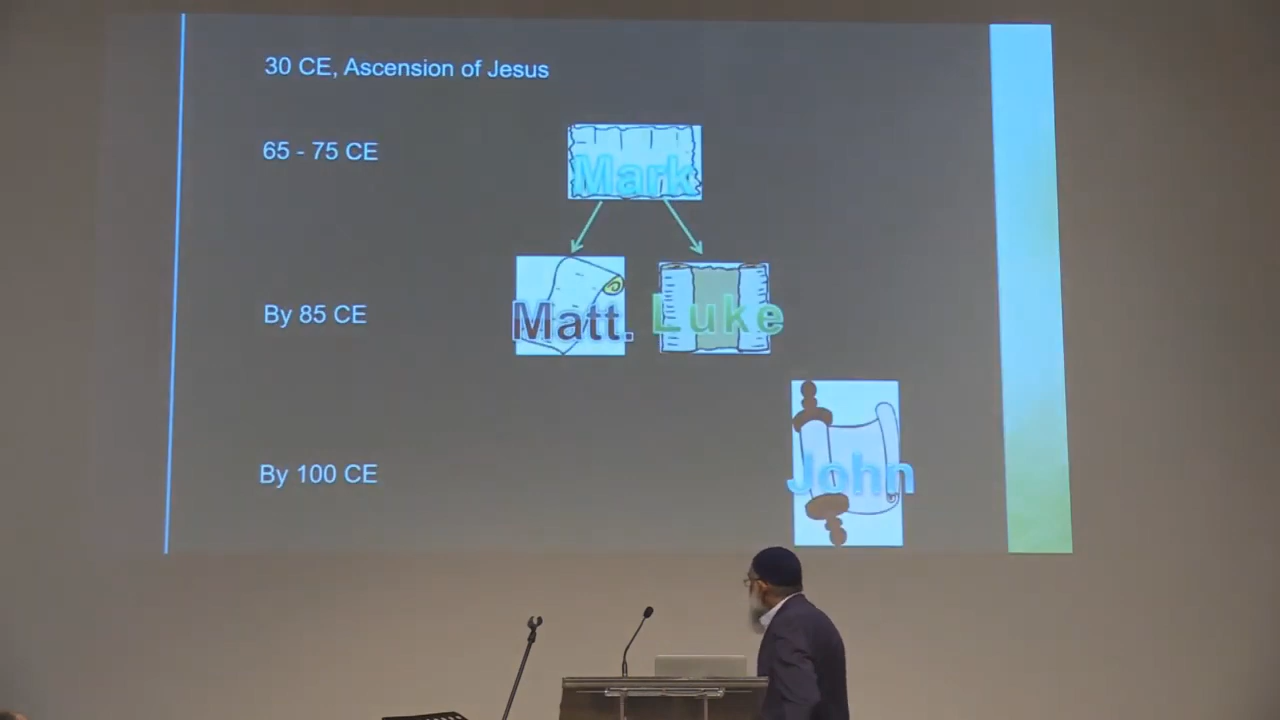 30 CE, Ascension of Jesus
65 - 75 CE
Mark
By 85 CE
Matt.
Luke
By 100 CE
John